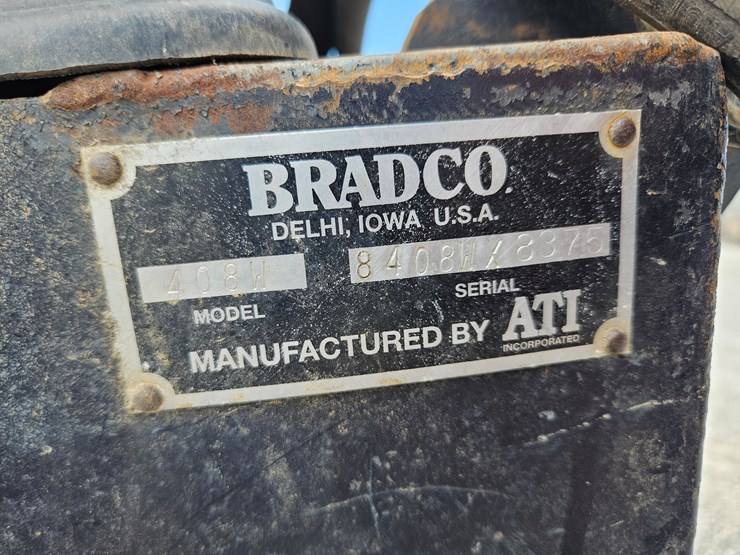 BRADCO.
DELHI, IOWA U.S.A.
408W 8408WX8375
MODEL SERIAL
MANUFACTURED BY ATI
INCORPORATED